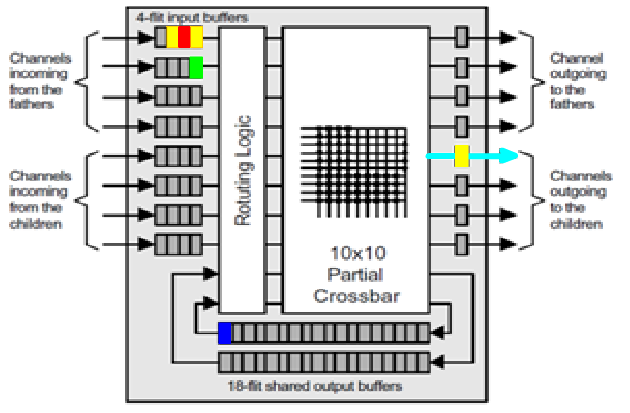 4-flit input buffers
Channels
incoming
from the
fathers
Channels
incoming
from the
children
Rotuting Logic
10x10
Partial
Crossbar
Channel
outgoing
to the
fathers
Channels
outgoing
to the
children
18-flit shared output buffers